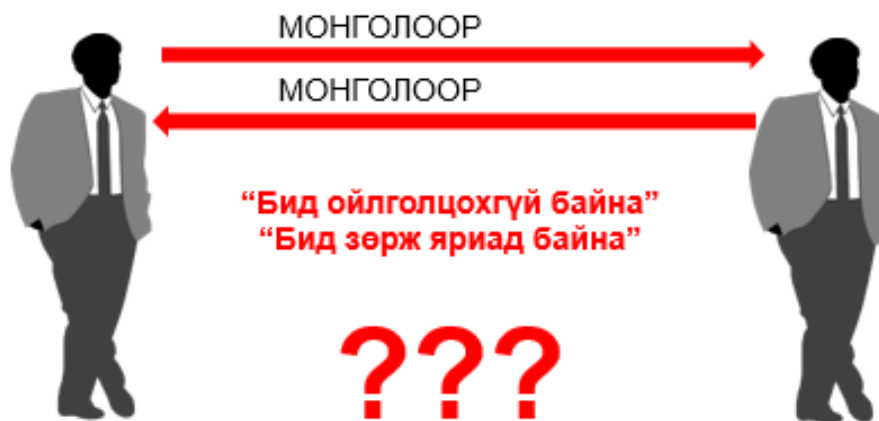 МОНГОЛООР
МОНГОЛООР
“Бид ойлголцохгүй байна”
“Бид зөрж яриад байна”
???